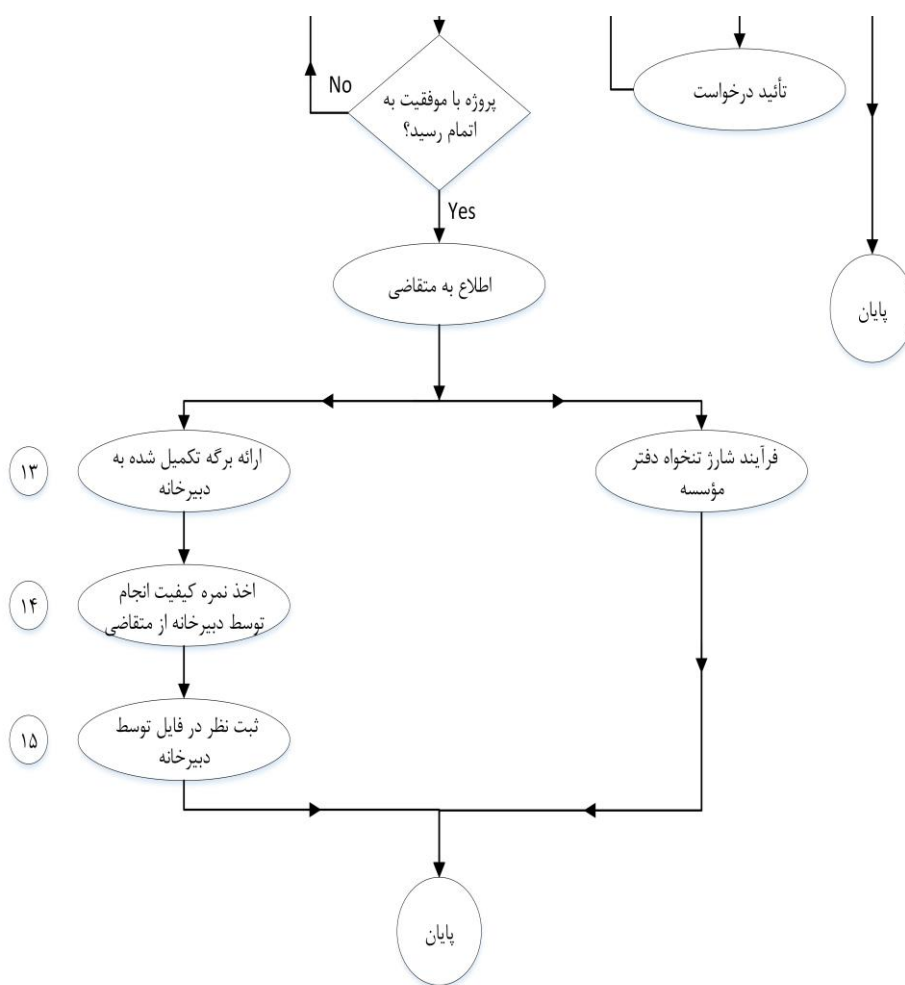 No
پروژه با موفقیت به
اتمام رسید؟
تأئید درخواست
Yes
اطلاع به متقاضی
پایان
فرآیند شارژ تنخواه دفتر
مؤسسه
ارائه برگه تکمیل شده به
دبیرخانه
۱۳
اخذ نمره کیفیت انجام
توسط دبیرخانه از متقاضی
۱۴
ثبت نظر در فایل توسط
دبیرخانه
۱۵
پایان